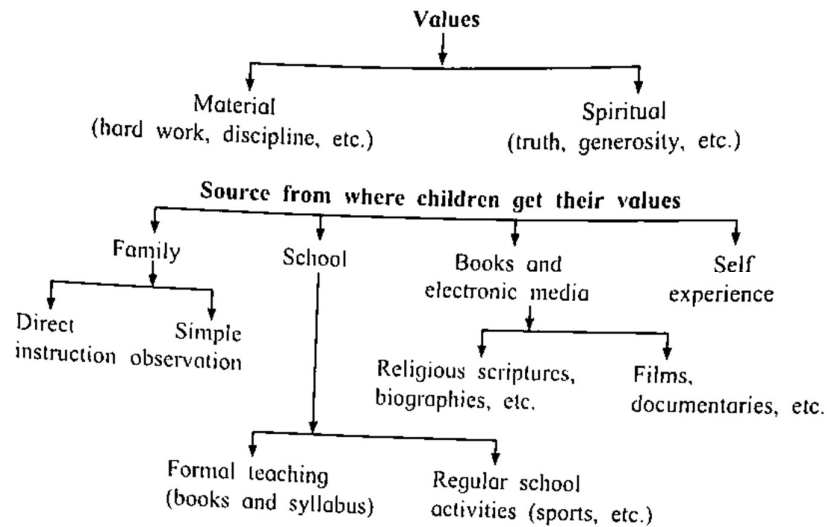 Values
Material
(hard work, discipline, etc.)
Spiritual
(truth, generosity, etc.)
Source from where children get their values
Family
School
Books and
electronic media
Self
experience
Direct
instruction
Simple
observation
Religious scriptures,
biographies, etc.
Films,
documentaries, etc.
Formal teaching
(books and syllabus)
Regular school
activities (sports, etc.)